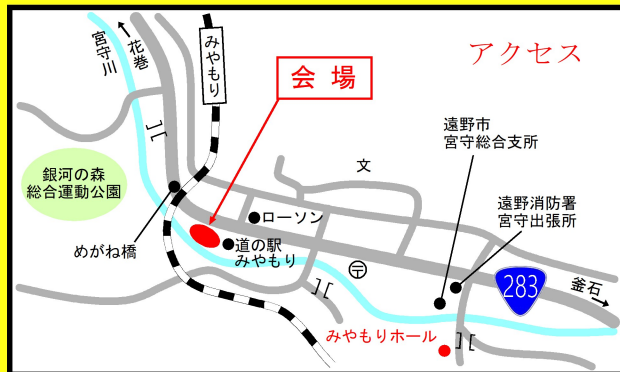 アクセス
宮守川
花巻
みやもり
会場
遠野市
宮守総合支所
文
銀河の森
総合運動公園
遠野消防署
宮守出張所
ローソン
めがね橋
道の駅
みやもり
〒
283
釜石
みやもりホール